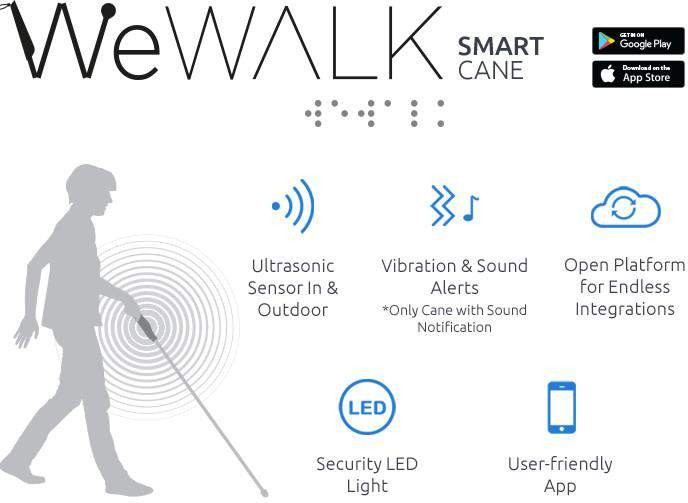 WeWALK SMART
CANE
GET IT ON
Google Play
Download on the
App Store
⠺⠑⠺⠁⠇⠅
Ultrasonic
Sensor In &
Outdoor
Vibration & Sound
Alerts
*Only Cane with Sound
Notification
Open Platform
for Endless
Integrations
LED
Security LED
Light
User-friendly
App